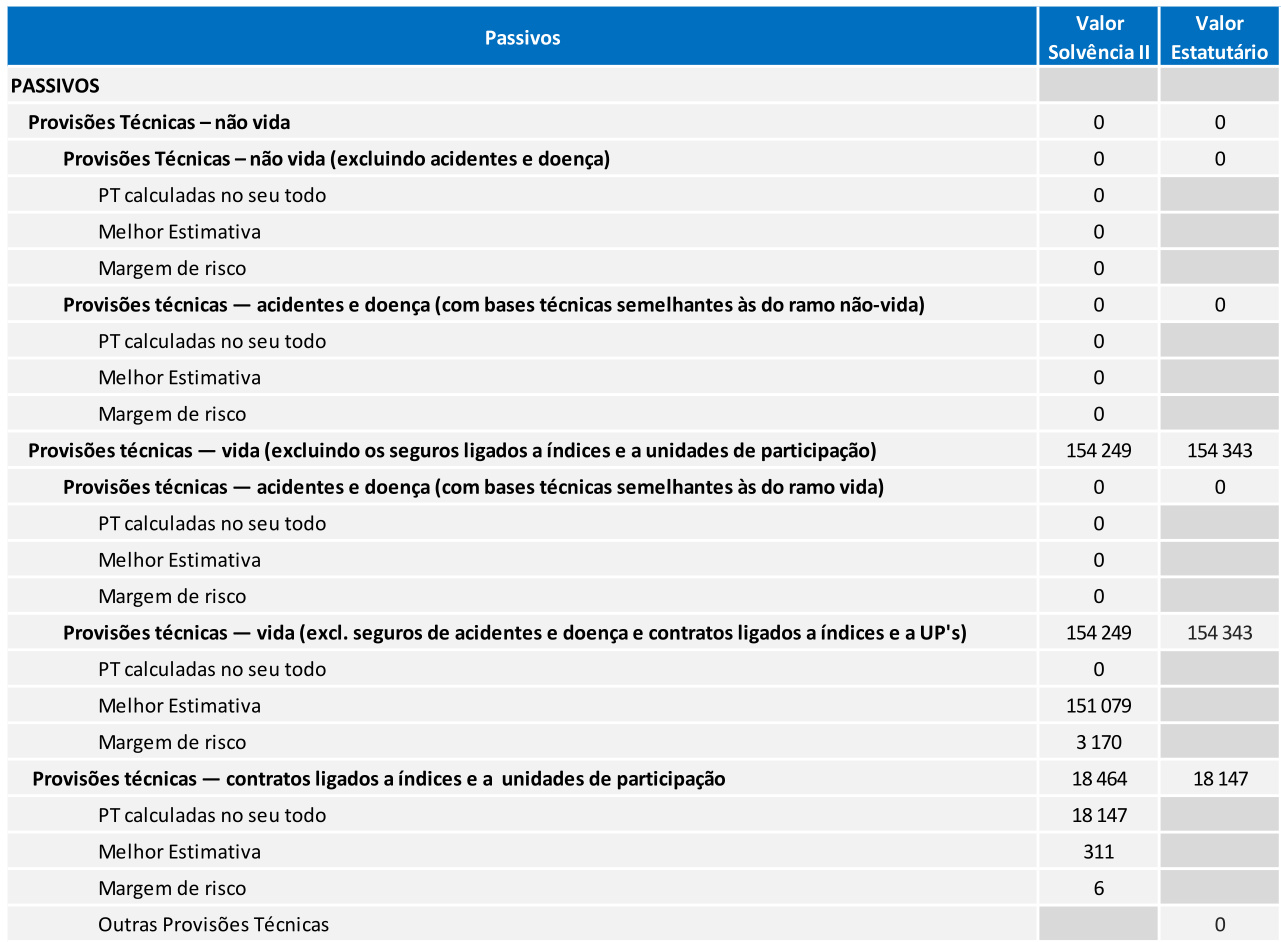 Passivos Valor Solvência II Valor Estatutário
PASSIVOS
Provisões Técnicas – não vida 0 0
Provisões Técnicas – não vida (excluindo acidentes e doença) 0 0
PT calculadas no seu todo 0
Melhor Estimativa 0
Margem de risco 0
Provisões técnicas — acidentes e doença (com bases técnicas semelhantes às do ramo não-vida) 0 0
PT calculadas no seu todo 0
Melhor Estimativa 0
Margem de risco 0
Provisões técnicas — vida (excluindo os seguros ligados a índices e a unidades de participação) 154 249 154 343
Provisões técnicas — acidentes e doença (com bases técnicas semelhantes às do ramo vida) 0 0
PT calculadas no seu todo 0
Melhor Estimativa 0
Margem de risco 0
Provisões técnicas — vida (excl. seguros de acidentes e doença e contratos ligados a índices e a UP's) 154 249 154 343
PT calculadas no seu todo 0
Melhor Estimativa 151 079
Margem de risco 3 170
Provisões técnicas — contratos ligados a índices e a unidades de participação 18 464 18 147
PT calculadas no seu todo 18 147
Melhor Estimativa 311
Margem de risco 6
Outras Provisões Técnicas 0